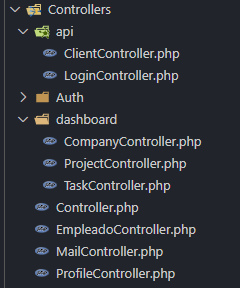 Controllers
api
ClientController.php
LoginController.php
Auth
dashboard
CompanyController.php
ProjectController.php
TaskController.php
Controller.php
EmpleadoController.php
MailController.php
ProfileController.php